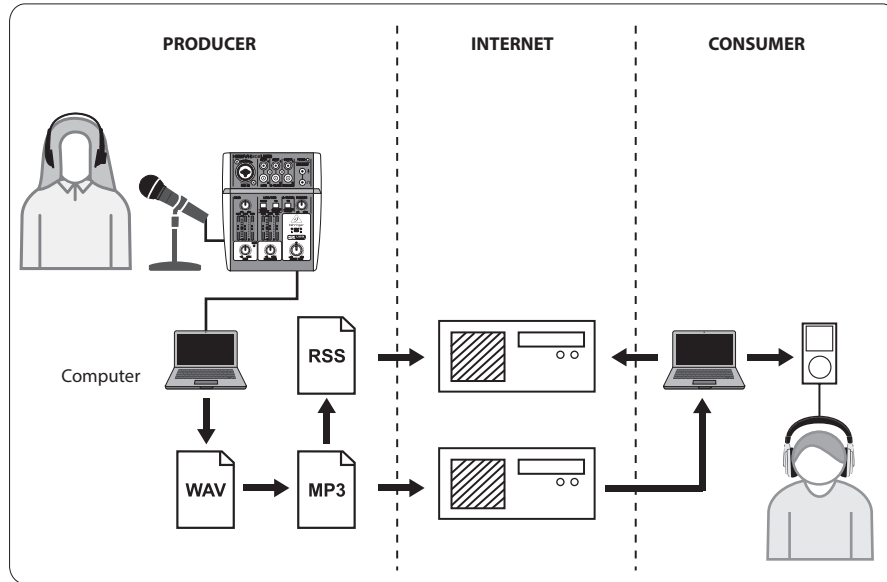 PRODUCER
INTERNET
CONSUMER
Computer
RSS
WAV
MP3